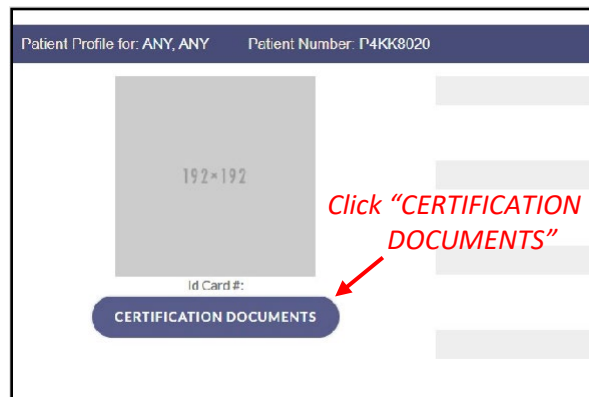 Patient Profile for: ANY, ANY Patient Number: P4KK8020
192×192
Click “CERTIFICATION
DOCUMENTS”
Id Card #:
CERTIFICATION DOCUMENTS